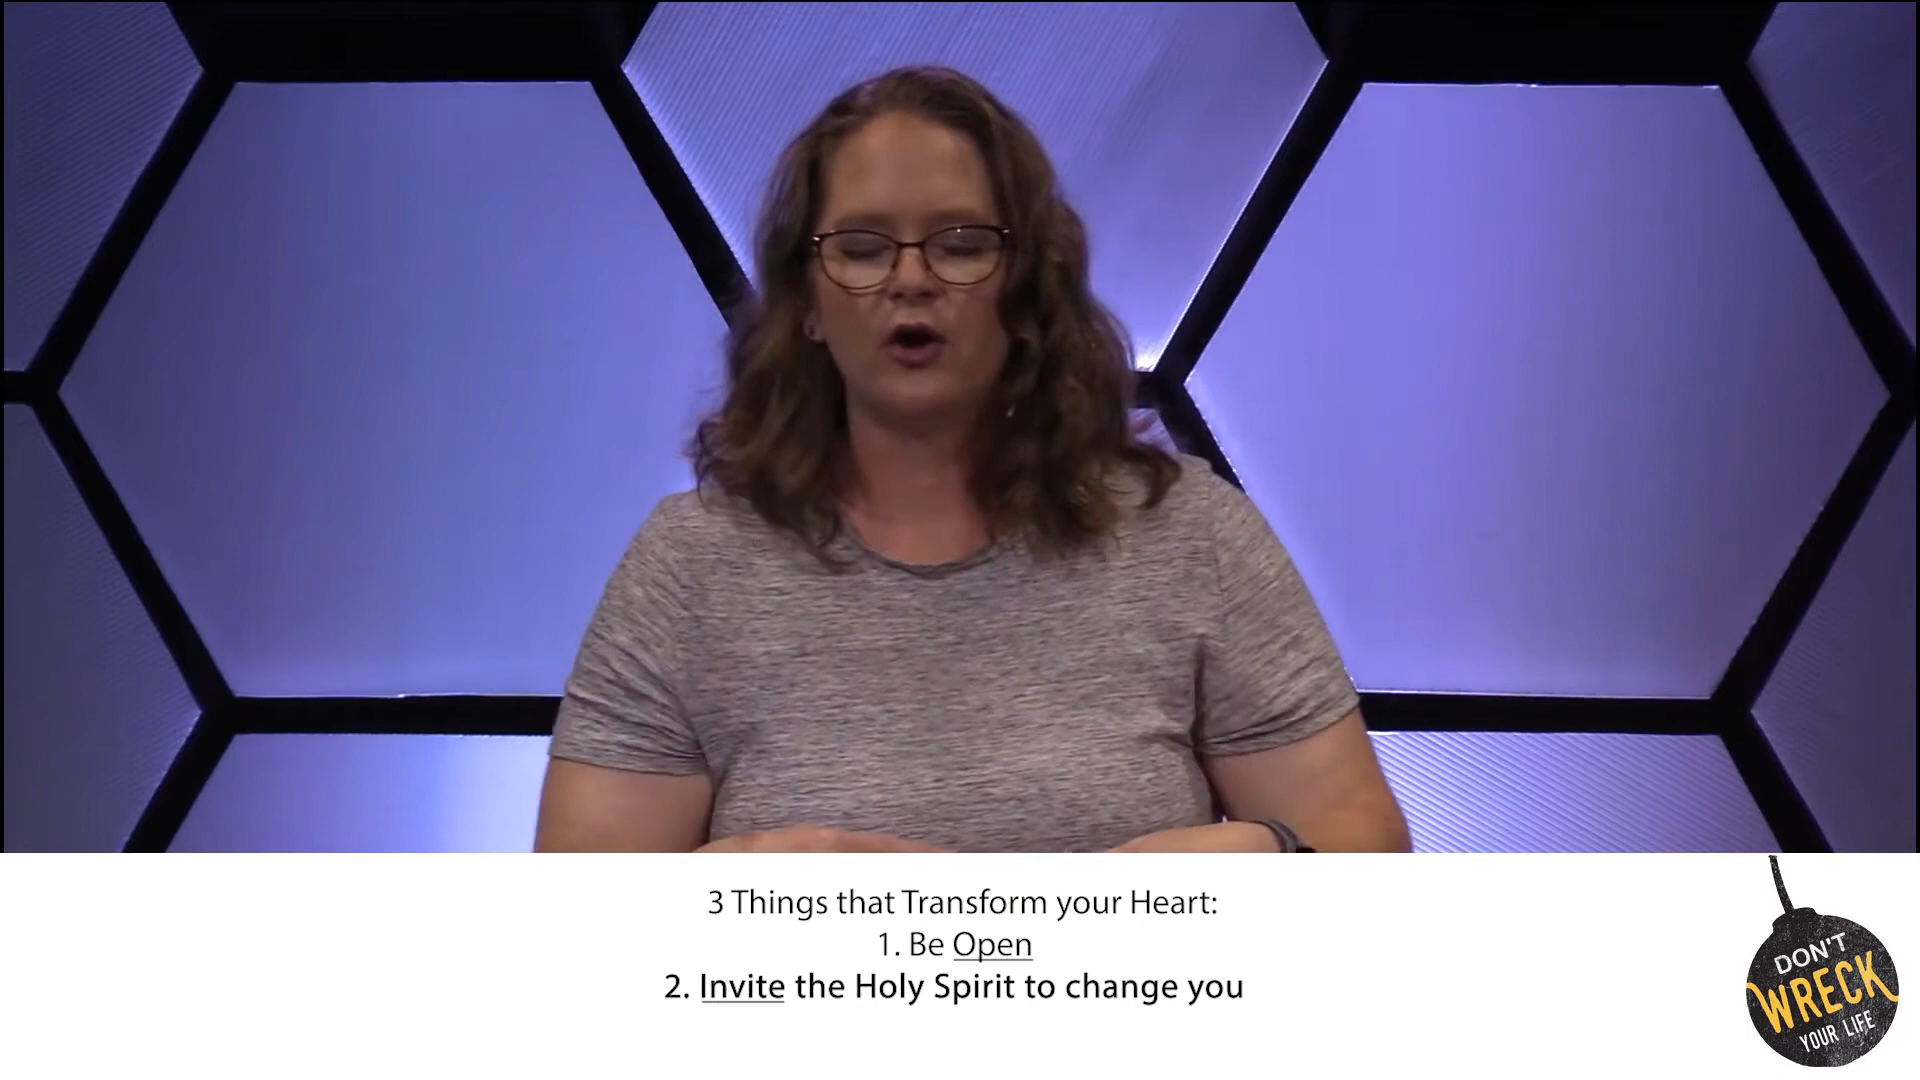 3 Things that Transform your Heart:
1. Be Open
2. Invite the Holy Spirit to change you
DON'T
WRECK
YOUR LIFE